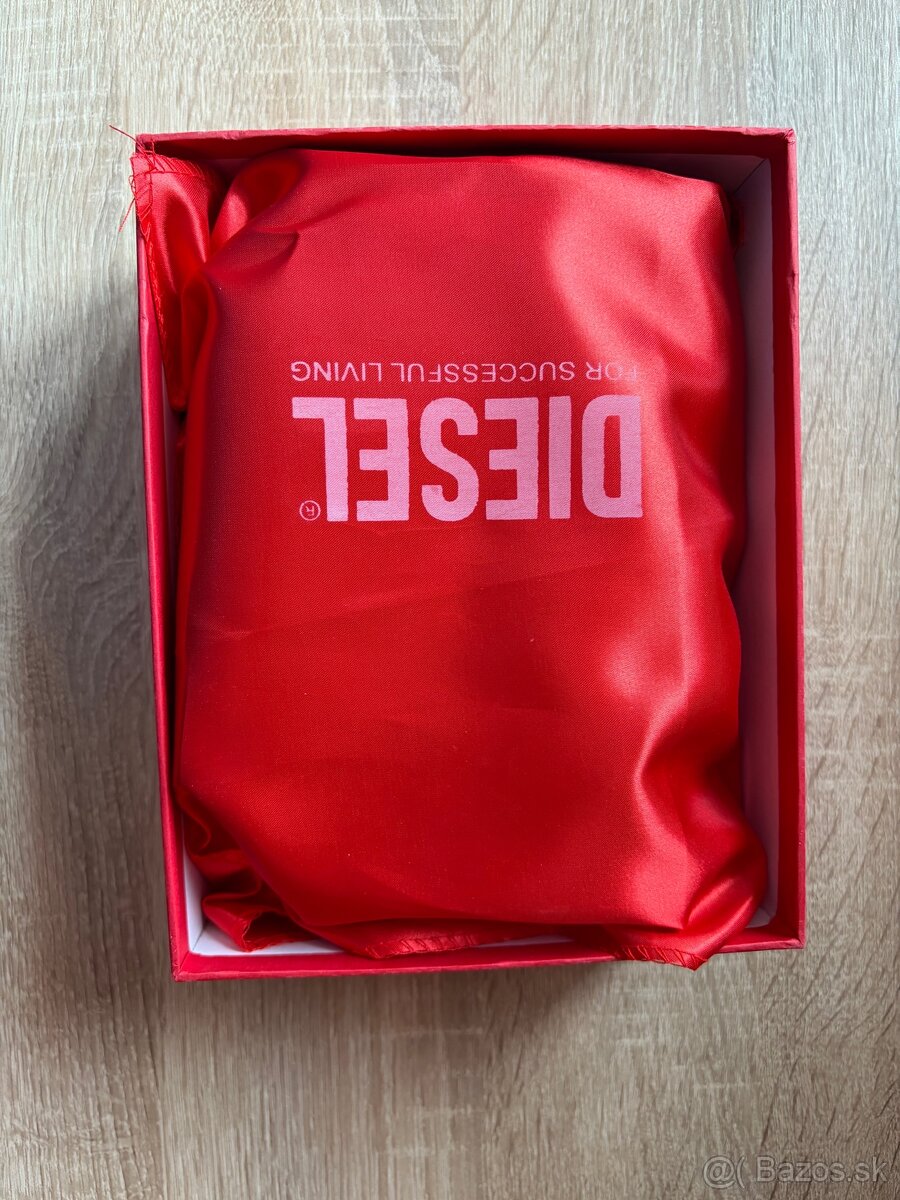 DIESEL®
FOR SUCCESSFUL LIVING
@( Bazos.sk